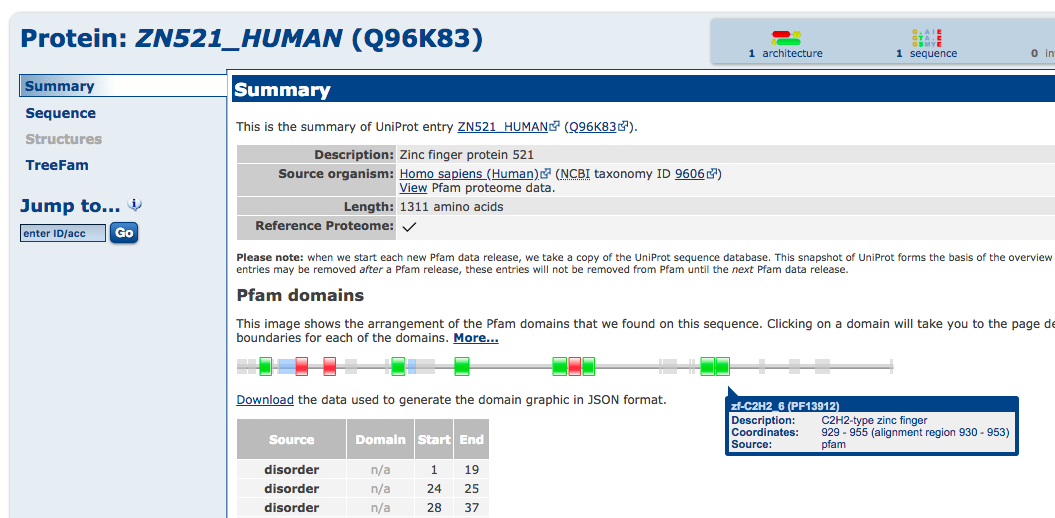 Protein: ZN521_HUMAN (Q96K83)
1 architecture
1 sequence
0
Summary
Sequence
Structures
TreeFam
Jump to... i
enter ID/acc Go
Summary
This is the summary of UniProt entry ZN521_HUMAN (Q96K83).
Description: Zinc finger protein 521
Source organism: Homo sapiens (Human) (NCBI taxonomy ID 9606)
View Pfam proteome data.
Length: 1311 amino acids
Reference Proteome: ✓
Please note: when we start each new Pfam data release, we take a copy of the UniProt sequence database. This snapshot of UniProt forms the basis of the overview
entries may be removed after a Pfam release, these entries will not be removed from Pfam until the next Pfam data release.
Pfam domains
This image shows the arrangement of the Pfam domains that we found on this sequence. Clicking on a domain will take you to the page de
boundaries for each of the domains. More...
Download the data used to generate the domain graphic in JSON format.
zf-C2H2_6 (PF13912)
Description: C2H2-type zinc finger
Coordinates: 929 - 955 (alignment region 930 - 953)
Source: pfam
Source Domain Start End
disorder n/a 1 19
disorder n/a 24 25
disorder n/a 28 37